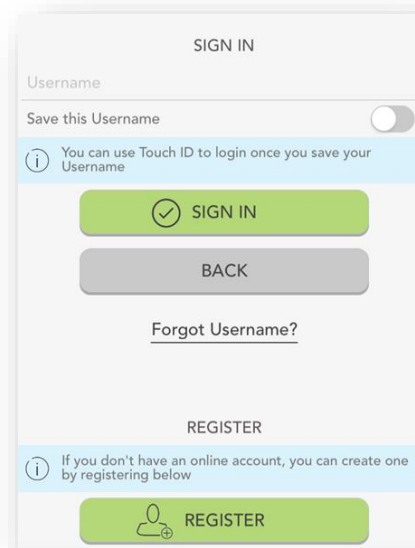 SIGN IN
Username
Save this Username
You can use Touch ID to login once you save your
Username
SIGN IN
BACK
Forgot Username?
REGISTER
If you don't have an online account, you can create one
by registering below
REGISTER